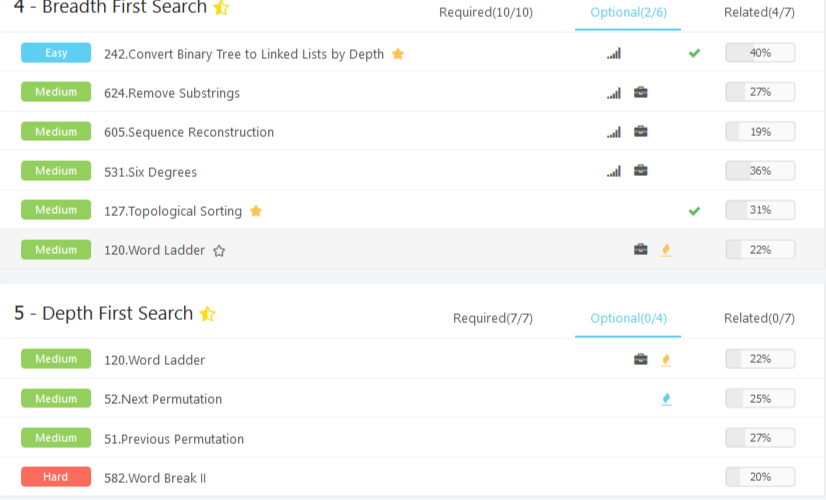 4 - Breadth First Search Required(10/10) Optional(2/6) Related(4/7)
Easy 242.Convert Binary Tree to Linked Lists by Depth 40%
Medium 624.Remove Substrings 27%
Medium 605.Sequence Reconstruction 19%
Medium 531.Six Degrees 36%
Medium 127.Topological Sorting 31%
Medium 120.Word Ladder 22%
5 - Depth First Search Required(7/7) Optional(0/4) Related(0/7)
Medium 120.Word Ladder 22%
Medium 52.Next Permutation 25%
Medium 51.Previous Permutation 27%
Hard 582.Word Break II 20%